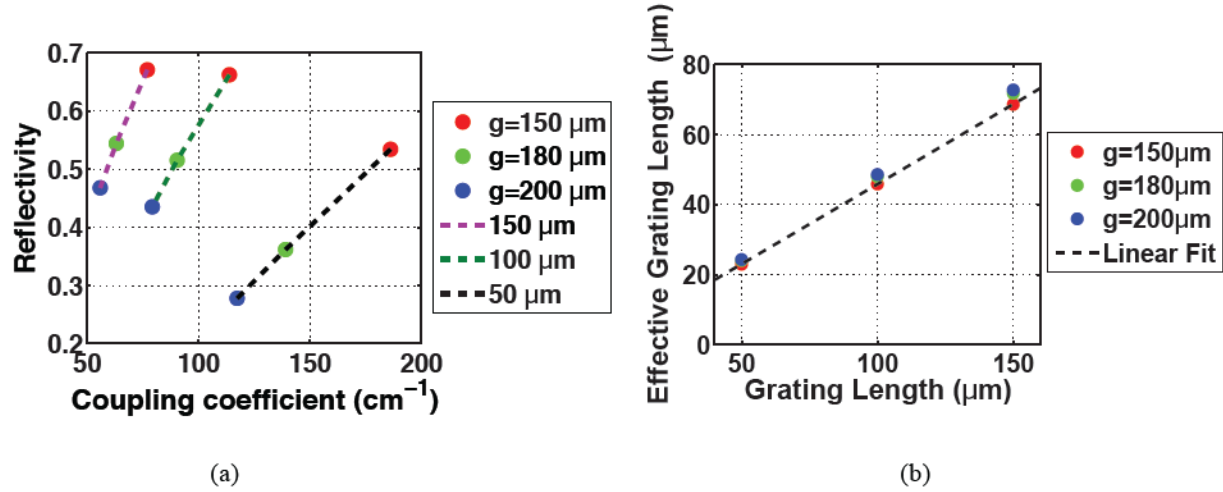 Reflectivity
0.7
0.6
0.5
0.4
0.3
0.2
50
100
150
200
Coupling coefficient (cm⁻¹)
g=150 µm
g=180 µm
g=200 µm
150 µm
100 µm
50 µm
(a)
Effective Grating Length (µm)
80
60
40
20
0
50
100
150
Grating Length (µm)
g=150µm
g=180µm
g=200µm
Linear Fit
(b)